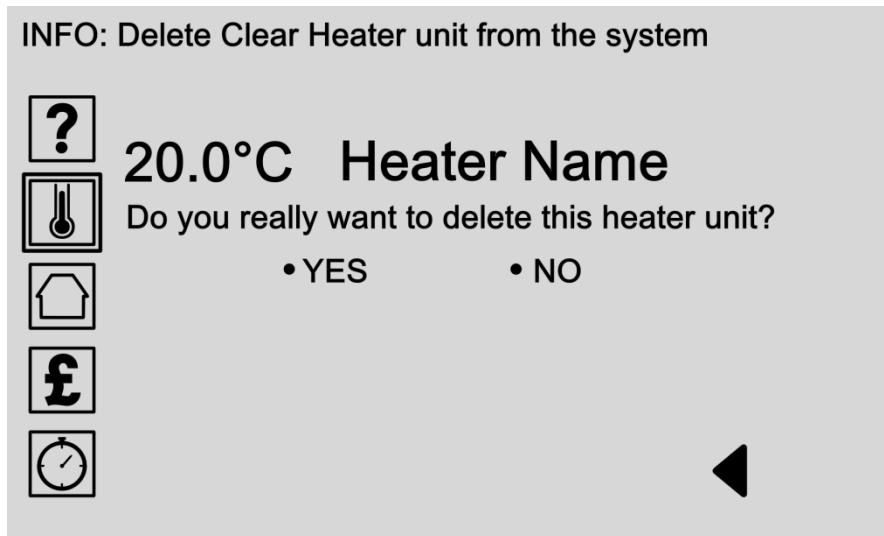 INFO: Delete Clear Heater unit from the system
?
20.0°C Heater Name
Do you really want to delete this heater unit?
• YES • NO
£